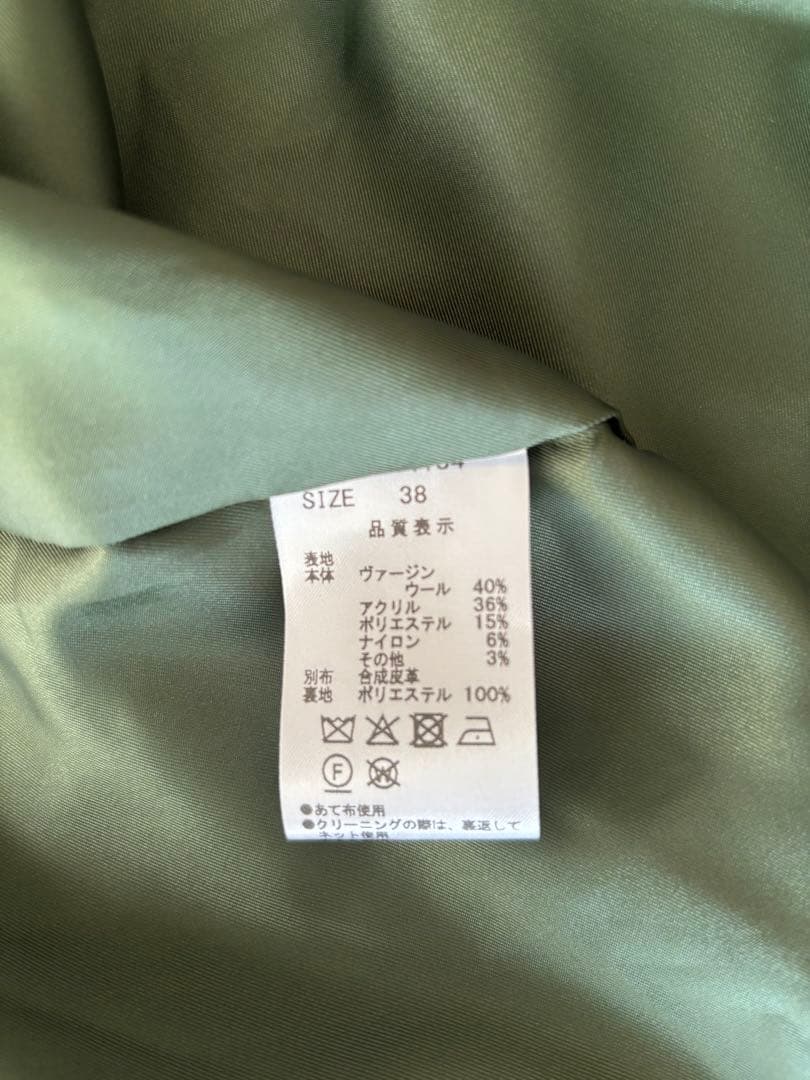 SIZE 38
品質表示
表地
本体 ヴァージン
ウール 40%
アクリル 36%
ポリエステル 15%
ナイロン 6%
その他 3%
別布 合成皮革
裏地 ポリエステル 100%
F
W
●あて布使用
●クリーニングの際は、裏返して
ネット使用